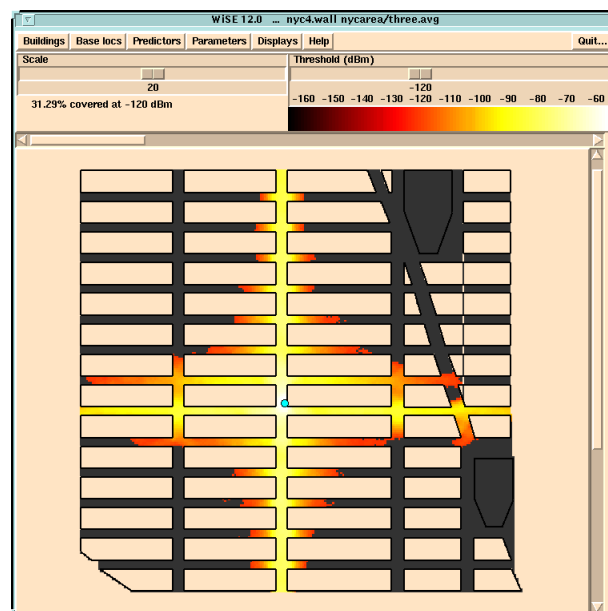 WiSE 12.0 ... nyc4.wall nycarea/three.avg
Buildings Base locs Predictors Parameters Displays Help Quit...
Scale Threshold (dBm)
20 -120
31.29% covered at -120 dBm
-160 -150 -140 -130 -120 -110 -100 -90 -80 -70 -60